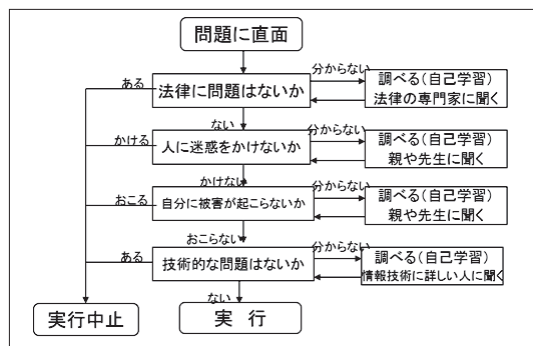 問題に直面
ある
分からない
法律に問題はないか
調べる(自己学習)
法律の専門家に聞く
ない
かける
分からない
人に迷惑をかけないか
調べる(自己学習)
親や先生に聞く
かけない
おこる
分からない
自分に被害が起こらないか
調べる(自己学習)
親や先生に聞く
おこらない
ある
分からない
技術的な問題はないか
調べる(自己学習)
情報技術に詳しい人に聞く
ない
実行中止
実 行